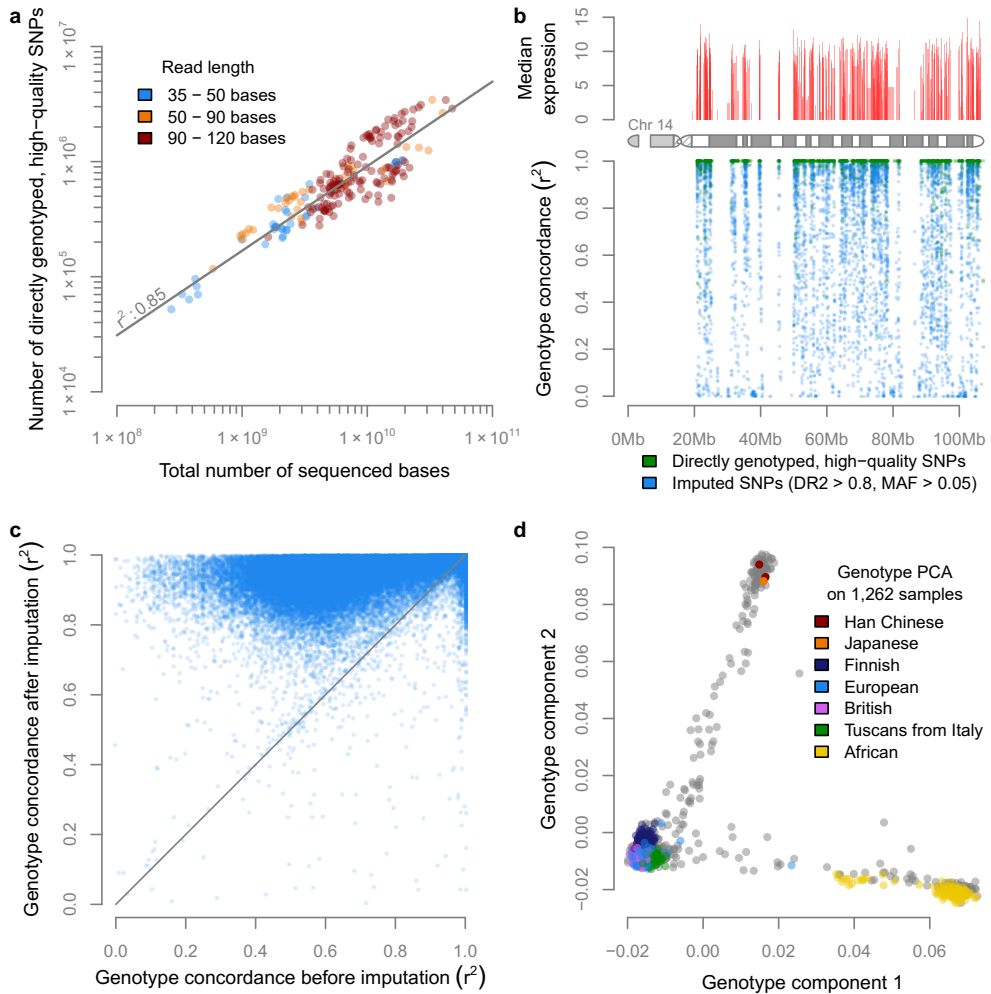 a
Number of directly genotyped, high-quality SNPs
1 × 10^7
1 × 10^6
1 × 10^5
1 × 10^4
Read length
35 − 50 bases
50 − 90 bases
90 − 120 bases
r^2 : 0.85
1 × 10^8
1 × 10^9
1 × 10^10
1 × 10^11
Total number of sequenced bases
b
Median
expression
15
10
5
0
Chr 14
Genotype concordance (r^2)
1.0
0.8
0.6
0.4
0.2
0.0
0Mb
20Mb
40Mb
60Mb
80Mb
100Mb
Directly genotyped, high-quality SNPs
Imputed SNPs (DR2 > 0.8, MAF > 0.05)
c
Genotype concordance after imputation (r^2)
1.0
0.8
0.6
0.4
0.2
0.0
0.0
0.2
0.4
0.6
0.8
1.0
Genotype concordance before imputation (r^2)
d
Genotype component 2
0.10
0.08
0.06
0.04
0.02
0.00
−0.02
Genotype PCA
on 1,262 samples
Han Chinese
Japanese
Finnish
European
British
Tuscans from Italy
African
−0.02
0.00
0.02
0.04
0.06
Genotype component 1